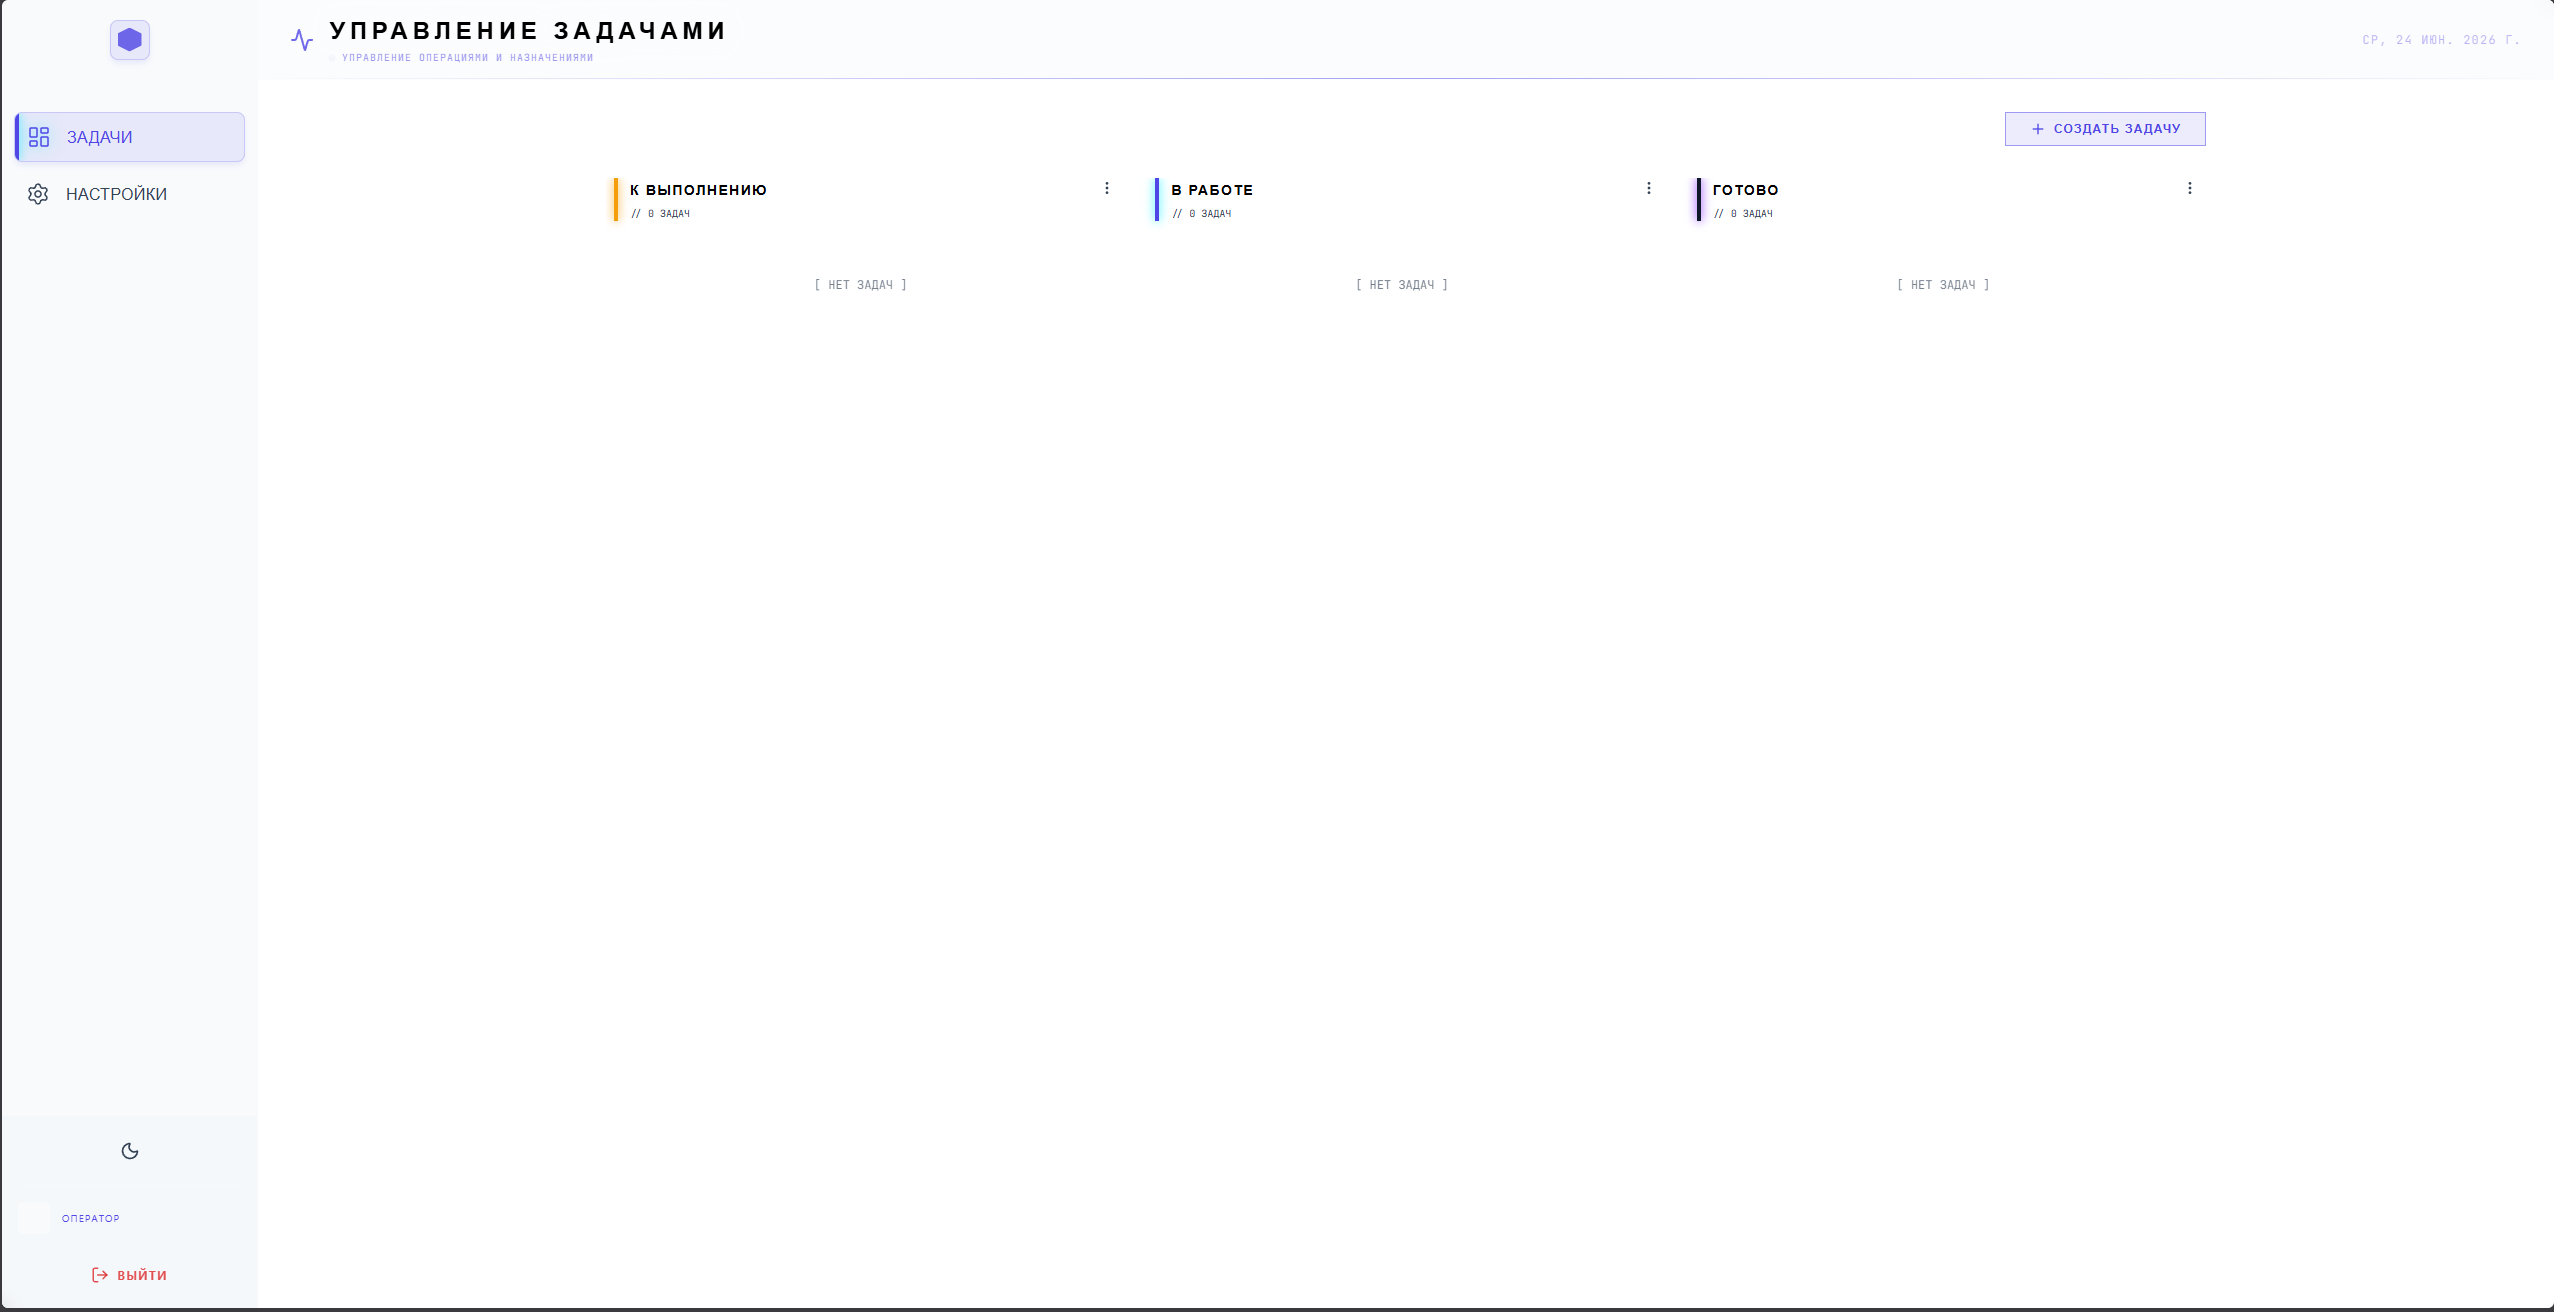 УПРАВЛЕНИЕ ЗАДАЧАМИ
УПРАВЛЕНИЕ ОПЕРАЦИЯМИ И НАЗНАЧЕНИЯМИ
СР, 24 ИЮН. 2026 Г.
ЗАДАЧИ
НАСТРОЙКИ
СОЗДАТЬ ЗАДАЧУ
К ВЫПОЛНЕНИЮ
// 0 ЗАДАЧ
[ НЕТ ЗАДАЧ ]
В РАБОТЕ
// 0 ЗАДАЧ
[ НЕТ ЗАДАЧ ]
ГОТОВО
// 0 ЗАДАЧ
[ НЕТ ЗАДАЧ ]
ОПЕРАТОР
ВЫЙТИ